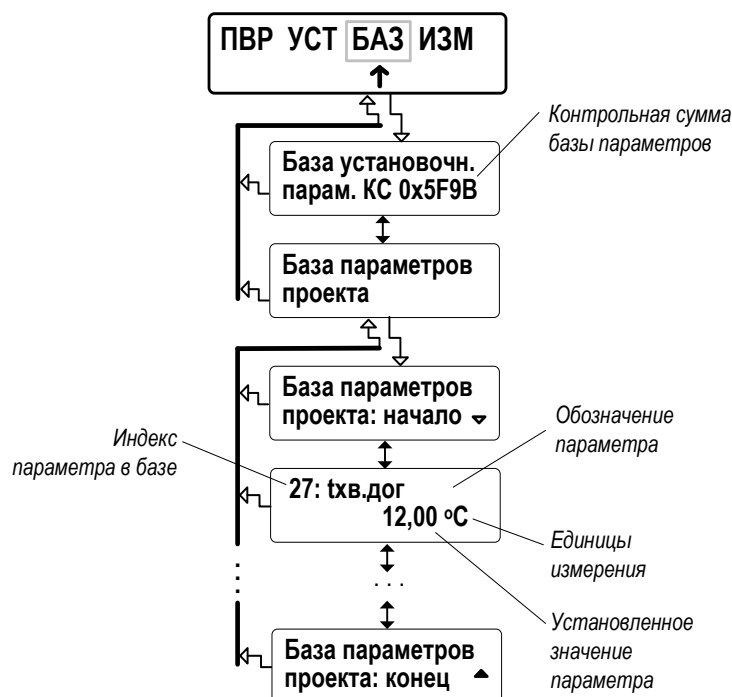 ПВР УСТ БАЗ ИЗМ
Контрольная сумма
базы параметров
База установочн.
парам. КС 0x5F9B
База параметров
проекта
База параметров
проекта: начало
Обозначение
параметра
Индекс
параметра в базе
27: tхв.дог
12,00 ºС
Единицы
измерения
. . .
Установленное
значение
параметра
База параметров
проекта: конец